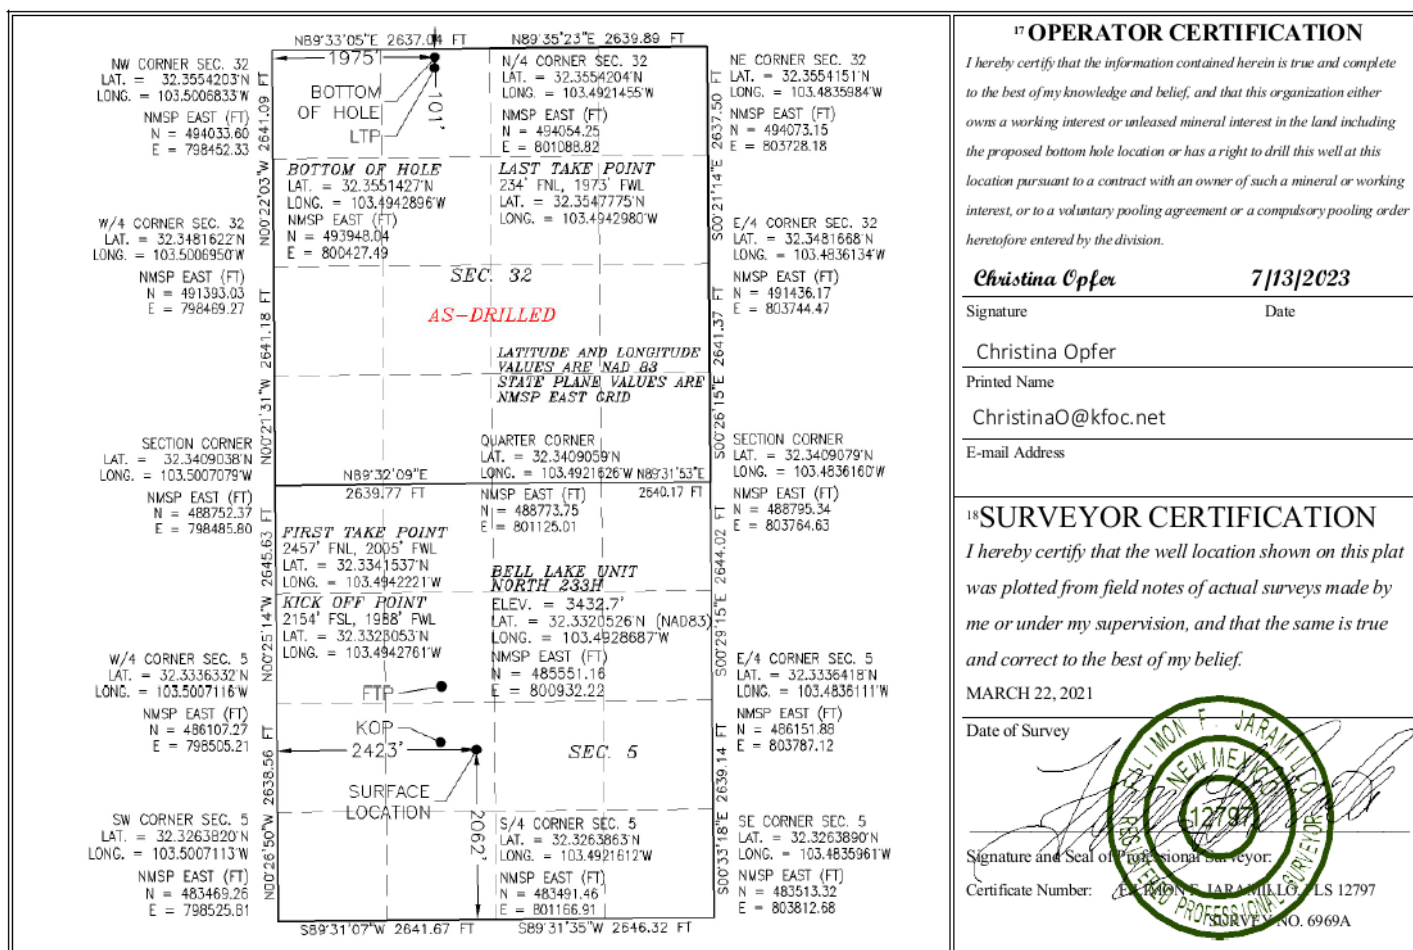 N89°33'05"E 2637.04 FT
N89°35'23"E 2639.89 FT
1975'
101'
BOTTOM
OF HOLE
LTP
NW CORNER SEC. 32
LAT. = 32.3554203°N
LONG. = 103.5006833°W
NMSP EAST (FT)
N = 494033.60
E = 798452.33
N/4 CORNER SEC. 32
LAT. = 32.3554204°N
LONG. = 103.4921455°W
NMSP EAST (FT)
N = 494054.25
E = 801088.82
NE CORNER SEC. 32
LAT. = 32.3554151°N
LONG. = 103.4835984°W
NMSP EAST (FT)
N = 494073.15
E = 803728.18
N00°22'03"W 2641.09 FT
S00°21'14"E 2637.50 FT
BOTTOM OF HOLE
LAT. = 32.3551427°N
LONG. = 103.4942896°W
NMSP EAST (FT)
N = 493948.04
E = 800427.49
LAST TAKE POINT
234' FNL, 1973' FWL
LAT. = 32.3547775°N
LONG. = 103.4942980°W
W/4 CORNER SEC. 32
LAT. = 32.3481622°N
LONG. = 103.5006950°W
NMSP EAST (FT)
N = 491393.03
E = 798469.27
E/4 CORNER SEC. 32
LAT. = 32.3481668°N
LONG. = 103.4836134°W
NMSP EAST (FT)
N = 491436.17
E = 803744.47
SEC. 32
AS-DRILLED
LATITUDE AND LONGITUDE
VALUES ARE NAD 83
STATE PLANE VALUES ARE
NMSP EAST GRID
N00°21'31"W 2641.18 FT
S00°26'15"E 2641.37 FT
SECTION CORNER
LAT. = 32.3409038°N
LONG. = 103.5007079°W
NMSP EAST (FT)
N = 488752.37
E = 798485.80
N89°32'09"E
2639.77 FT
QUARTER CORNER
LAT. = 32.3409059°N
LONG. = 103.4921626°W
NMSP EAST (FT)
N = 488773.75
E = 801125.01
N89°31'53"E
2640.17 FT
SECTION CORNER
LAT. = 32.3409079°N
LONG. = 103.4836160°W
NMSP EAST (FT)
N = 488795.34
E = 803764.63
N00°25'14"W 2645.63 FT
S00°29'15"E 2644.02 FT
FIRST TAKE POINT
2457' FNL, 2005' FWL
LAT. = 32.3341537°N
LONG. = 103.4942221°W
KICK OFF POINT
2154' FSL, 1988' FWL
LAT. = 32.3323053°N
LONG. = 103.4942761°W
BELL LAKE UNIT
NORTH 233H
ELEV. = 3432.7'
LAT. = 32.3320526°N (NAD83)
LONG. = 103.4928687°W
NMSP EAST (FT)
N = 485551.16
E = 800932.22
W/4 CORNER SEC. 5
LAT. = 32.3336332°N
LONG. = 103.5007116°W
NMSP EAST (FT)
N = 486107.27
E = 798505.21
E/4 CORNER SEC. 5
LAT. = 32.3336418°N
LONG. = 103.4836111°W
NMSP EAST (FT)
N = 486151.88
E = 803787.12
FTP
KOP
2423'
SEC. 5
SURFACE
LOCATION
2062'
N00°26'50"W 2638.56 FT
S00°33'18"E 2639.14 FT
SW CORNER SEC. 5
LAT. = 32.3263820°N
LONG. = 103.5007113°W
NMSP EAST (FT)
N = 483469.26
E = 798525.81
S/4 CORNER SEC. 5
LAT. = 32.3263863°N
LONG. = 103.4921612°W
NMSP EAST (FT)
N = 483491.46
E = 801166.91
SE CORNER SEC. 5
LAT. = 32.3263890°N
LONG. = 103.4835961°W
NMSP EAST (FT)
N = 483513.32
E = 803812.68
S89°31'07"W 2641.67 FT
S89°31'35"W 2646.32 FT
17 OPERATOR CERTIFICATION
I hereby certify that the information contained herein is true and complete
to the best of my knowledge and belief, and that this organization either
owns a working interest or unleased mineral interest in the land including
the proposed bottom hole location or has a right to drill this well at this
location pursuant to a contract with an owner of such a mineral or working
interest, or to a voluntary pooling agreement or a compulsory pooling order
heretofore entered by the division.
Christina Opfer 7/13/2023
Signature Date
Christina Opfer
Printed Name
ChristinaO@kfoc.net
E-mail Address
18 SURVEYOR CERTIFICATION
I hereby certify that the well location shown on this plat
was plotted from field notes of actual surveys made by
me or under my supervision, and that the same is true
and correct to the best of my belief.
MARCH 22, 2021
Date of Survey
FILIMON F. JARAMILLO
NEW MEXICO
12797
REGISTERED PROFESSIONAL SURVEYOR
Signature and Seal of Professional Surveyor:
Certificate Number: FILIMON F. JARAMILLO, PLS 12797
SURVEY NO. 6969A